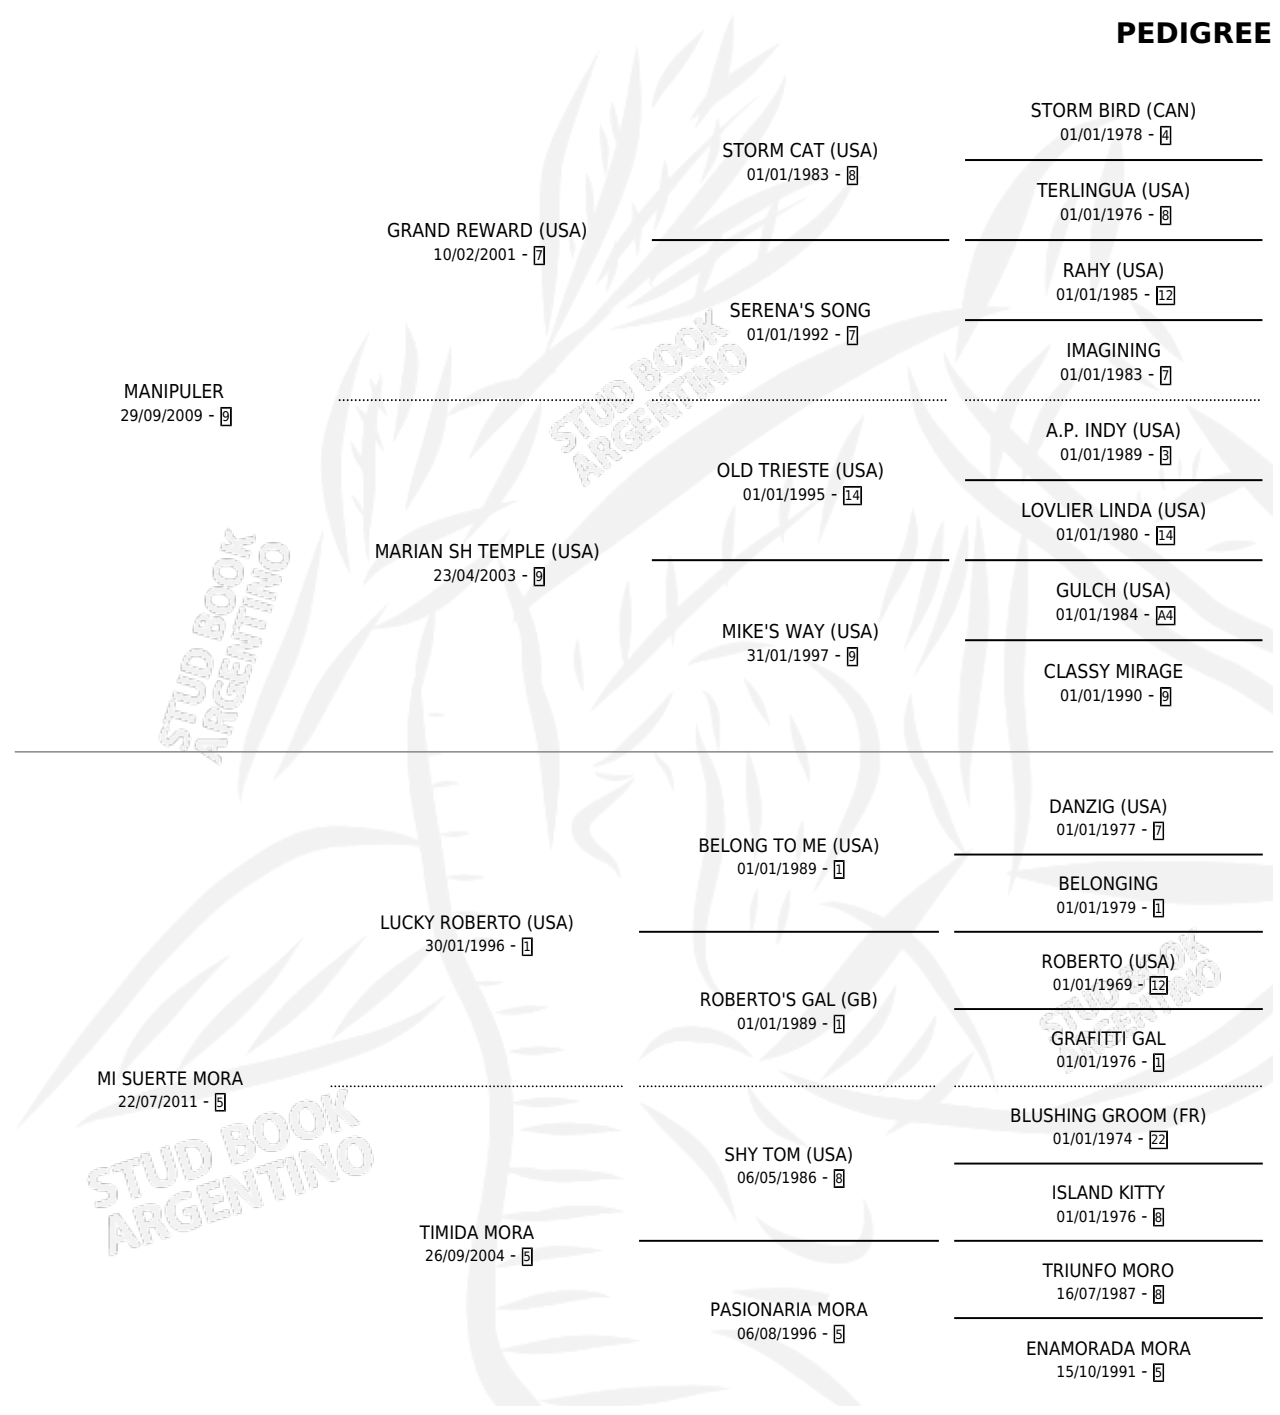 PEDIGREE
STORM BIRD (CAN)
01/01/1978 - 4
STORM CAT (USA)
01/01/1983 - 8
TERLINGUA (USA)
01/01/1976 - 8
GRAND REWARD (USA)
10/02/2001 - 7
RAHY (USA)
01/01/1985 - 12
SERENA'S SONG
01/01/1992 - 7
IMAGINING
01/01/1983 - 7
MANIPULER
29/09/2009 - 9
A.P. INDY (USA)
01/01/1989 - 3
OLD TRIESTE (USA)
01/01/1995 - 14
LOVLIER LINDA (USA)
01/01/1980 - 14
MARIAN SH TEMPLE (USA)
23/04/2003 - 9
GULCH (USA)
01/01/1984 - A4
MIKE'S WAY (USA)
31/01/1997 - 9
CLASSY MIRAGE
01/01/1990 - 9
DANZIG (USA)
01/01/1977 - 7
BELONG TO ME (USA)
01/01/1989 - 1
BELONGING
01/01/1979 - 1
LUCKY ROBERTO (USA)
30/01/1996 - 1
ROBERTO (USA)
01/01/1969 - 12
ROBERTO'S GAL (GB)
01/01/1989 - 1
GRAFITTI GAL
01/01/1976 - 1
MI SUERTE MORA
22/07/2011 - 5
BLUSHING GROOM (FR)
01/01/1974 - 22
SHY TOM (USA)
06/05/1986 - 8
ISLAND KITTY
01/01/1976 - 8
TIMIDA MORA
26/09/2004 - 5
TRIUNFO MORO
16/07/1987 - 8
PASIONARIA MORA
06/08/1996 - 5
ENAMORADA MORA
15/10/1991 - 5
STUD BOOK
ARGENTINO
STUD BOOK
ARGENTINO
STUD BOOK
ARGENTINO
STUD BOOK
ARGENTINO